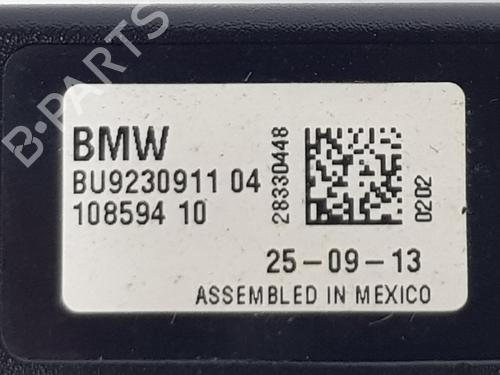 B-PARTS
BMW
BU9230911 04
108594 10
28330448
0202
25-09-13
ASSEMBLED IN MEXICO